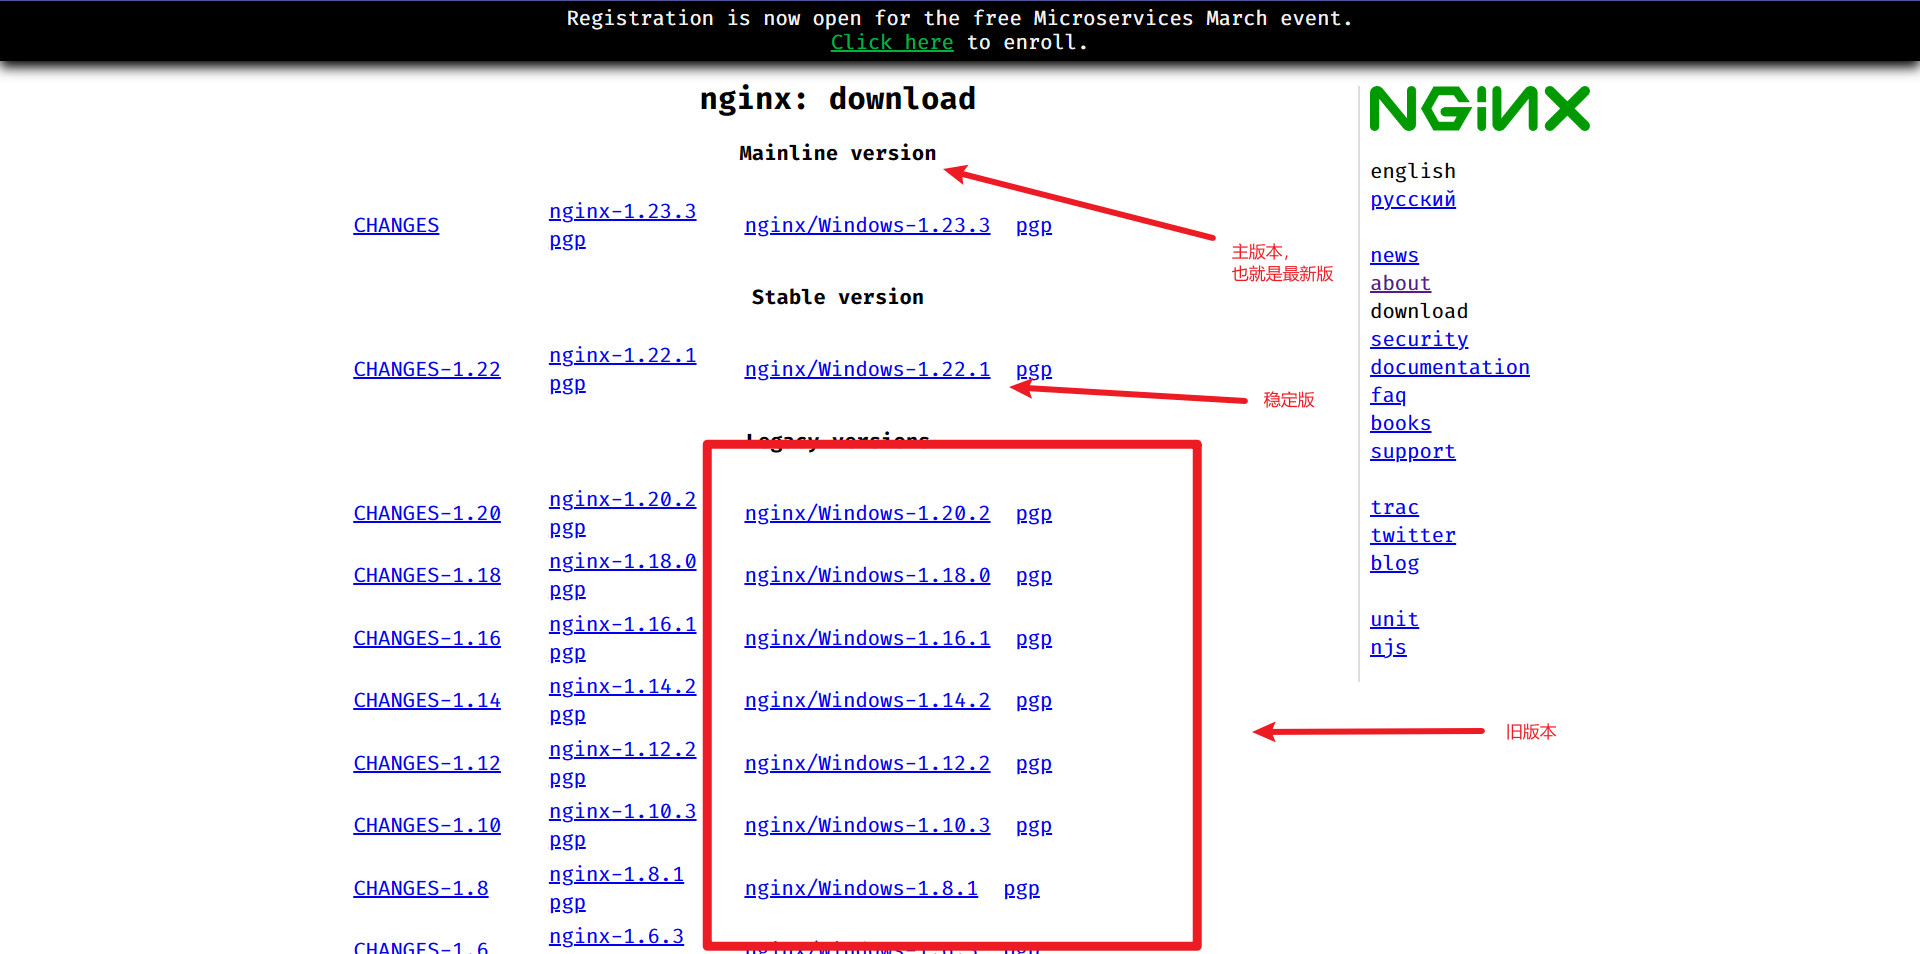 Registration is now open for the free Microservices March event.
Click here to enroll.
nginx: download
Mainline version
CHANGES
nginx-1.23.3
pgp
nginx/Windows-1.23.3 pgp
主版本，
也就是最新版
Stable version
CHANGES-1.22
nginx-1.22.1
pgp
nginx/Windows-1.22.1 pgp
稳定版
Legacy versions
CHANGES-1.20
nginx-1.20.2
pgp
nginx/Windows-1.20.2 pgp
CHANGES-1.18
nginx-1.18.0
pgp
nginx/Windows-1.18.0 pgp
CHANGES-1.16
nginx-1.16.1
pgp
nginx/Windows-1.16.1 pgp
CHANGES-1.14
nginx-1.14.2
pgp
nginx/Windows-1.14.2 pgp
旧版本
CHANGES-1.12
nginx-1.12.2
pgp
nginx/Windows-1.12.2 pgp
CHANGES-1.10
nginx-1.10.3
pgp
nginx/Windows-1.10.3 pgp
CHANGES-1.8
nginx-1.8.1
pgp
nginx/Windows-1.8.1 pgp
CHANGES-1.6
nginx-1.6.3
NGINX
english
русский
news
about
download
security
documentation
faq
books
support
trac
twitter
blog
unit
njs